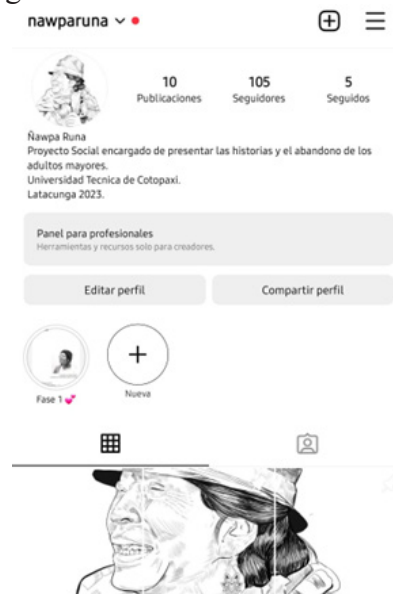 nawparuna
10 105 5
Publicaciones Seguidores Seguidos
Ñawpa Runa
Proyecto Social encargado de presentar las historias y el abandono de los
adultos mayores.
Universidad Tecnica de Cotopaxi.
Latacunga 2023.
Panel para profesionales
Herramientas y recursos solo para creadores.
Editar perfil Compartir perfil
Fase 1 💕 Nueva